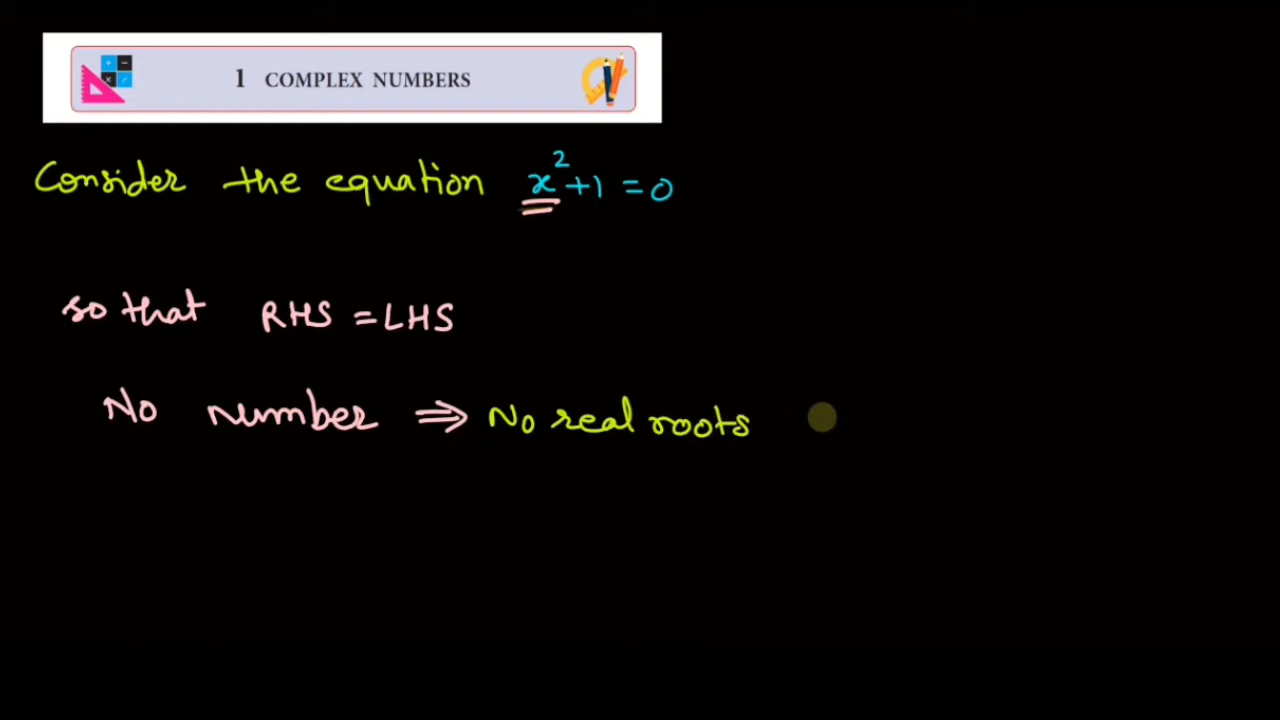 1 COMPLEX NUMBERS
Consider the equation x²+1=0
so that RHS = LHS
No number ⇒ No real roots